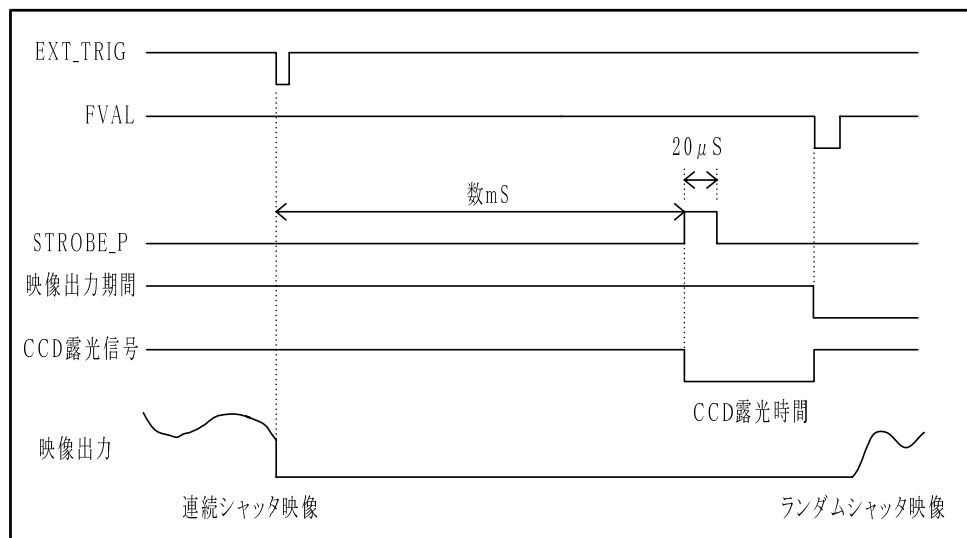 EXT_TRIG
FVAL
20μS
数mS
STROBE_P
映像出力期間
CCD露光信号
CCD露光時間
映像出力
連続シャッタ映像
ランダムシャッタ映像